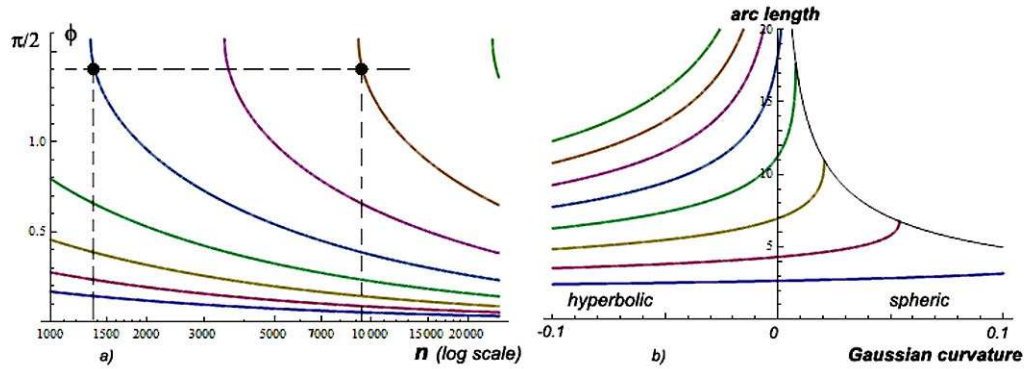 π/2 ϕ
1.0
0.5
1000 1500 2000 3000 5000 7000 10 000 15000 20000
a) n (log scale)
arc length
20
15
10
5
hyperbolic spheric
-0.1 0 0.1
b) Gaussian curvature